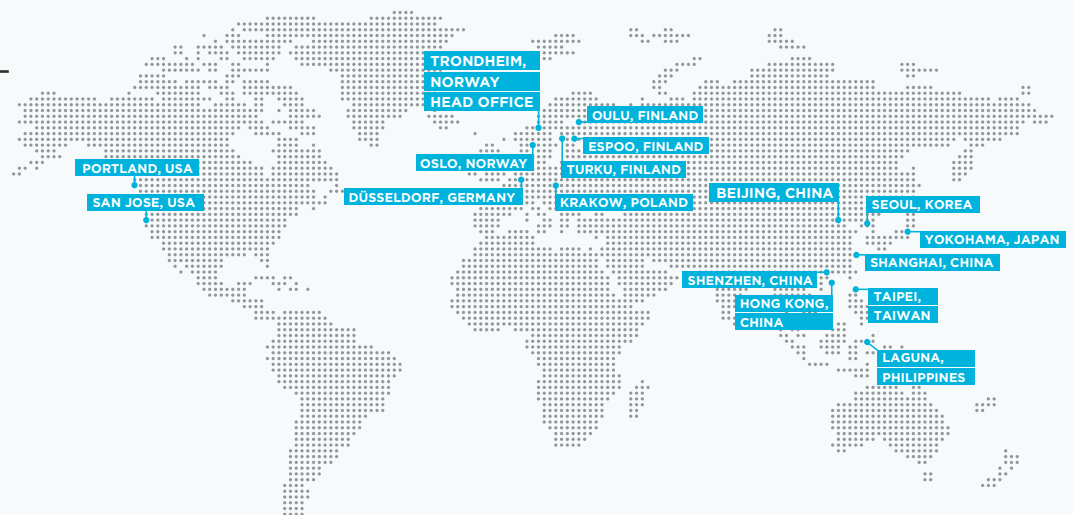 TRONDHEIM,
NORWAY
HEAD OFFICE
OULU, FINLAND
ESPOO, FINLAND
OSLO, NORWAY
TURKU, FINLAND
PORTLAND, USA
SAN JOSE, USA
DÜSSELDORF, GERMANY
KRAKOW, POLAND
BEIJING, CHINA
SEOUL, KOREA
YOKOHAMA, JAPAN
SHANGHAI, CHINA
SHENZHEN, CHINA
HONG KONG,
CHINA
TAIPEI,
TAIWAN
LAGUNA,
PHILIPPINES